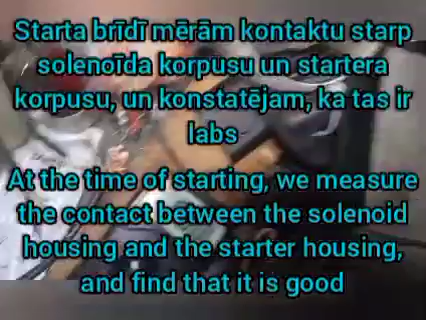 Starta brīdī mērām kontaktu starp
solenoīda korpusu un startera
korpusu, un konstatējam, ka tas ir
labs
At the time of starting, we measure
the contact between the solenoid
housing and the starter housing,
and find that it is good